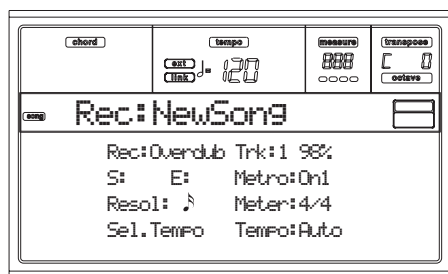 chord tempo measure transpose
ext
link ♩= 120 888 C 0
octave
song Rec:NewSong
Rec:Overdub Trk:1 98%
S: E: Metro:On1
Resol: ♪ Meter:4/4
Sel.Tempo Tempo:Auto